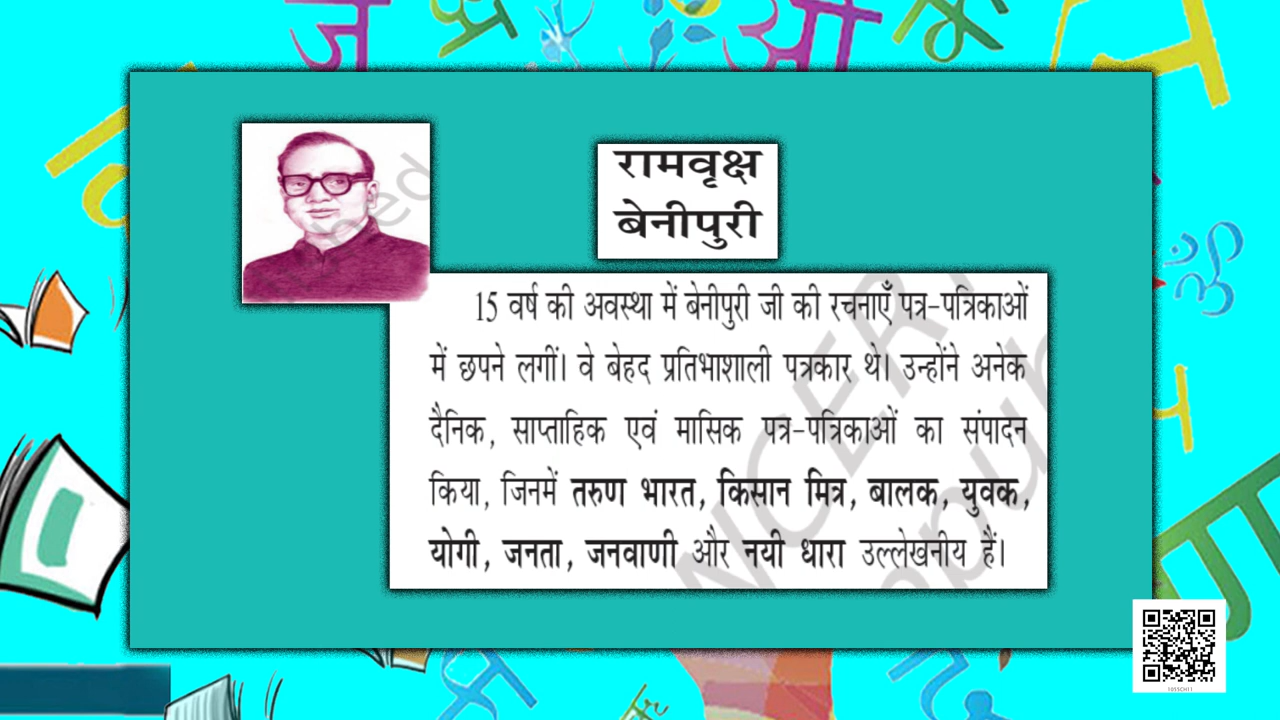 रामवृक्ष
बेनीपुरी
15 वर्ष की अवस्था में बेनीपुरी जी की रचनाएँ पत्र-पत्रिकाओं
में छपने लगीं। वे बेहद प्रतिभाशाली पत्रकार थे। उन्होंने अनेक
दैनिक, साप्ताहिक एवं मासिक पत्र-पत्रिकाओं का संपादन
किया, जिनमें तरुण भारत, किसान मित्र, बालक, युवक,
योगी, जनता, जनवाणी और नयी धारा उल्लेखनीय हैं।